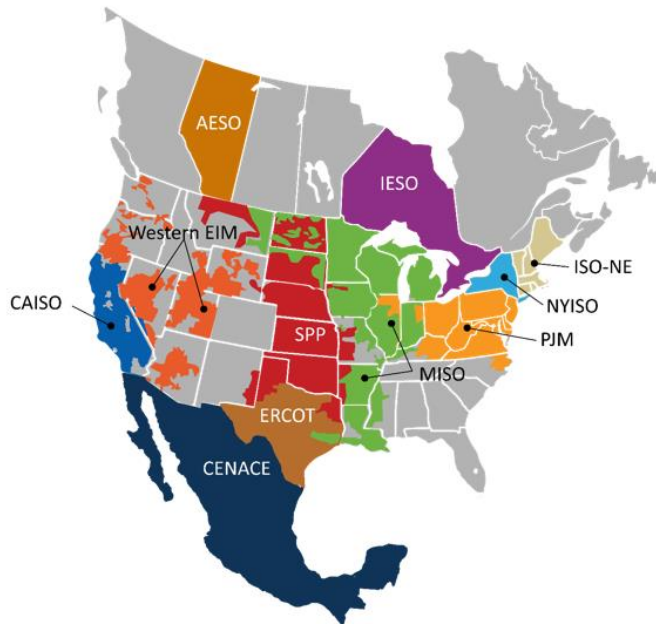 AESO
IESO
Western EIM
ISO-NE
CAISO
NYISO
SPP
PJM
MISO
ERCOT
CENACE